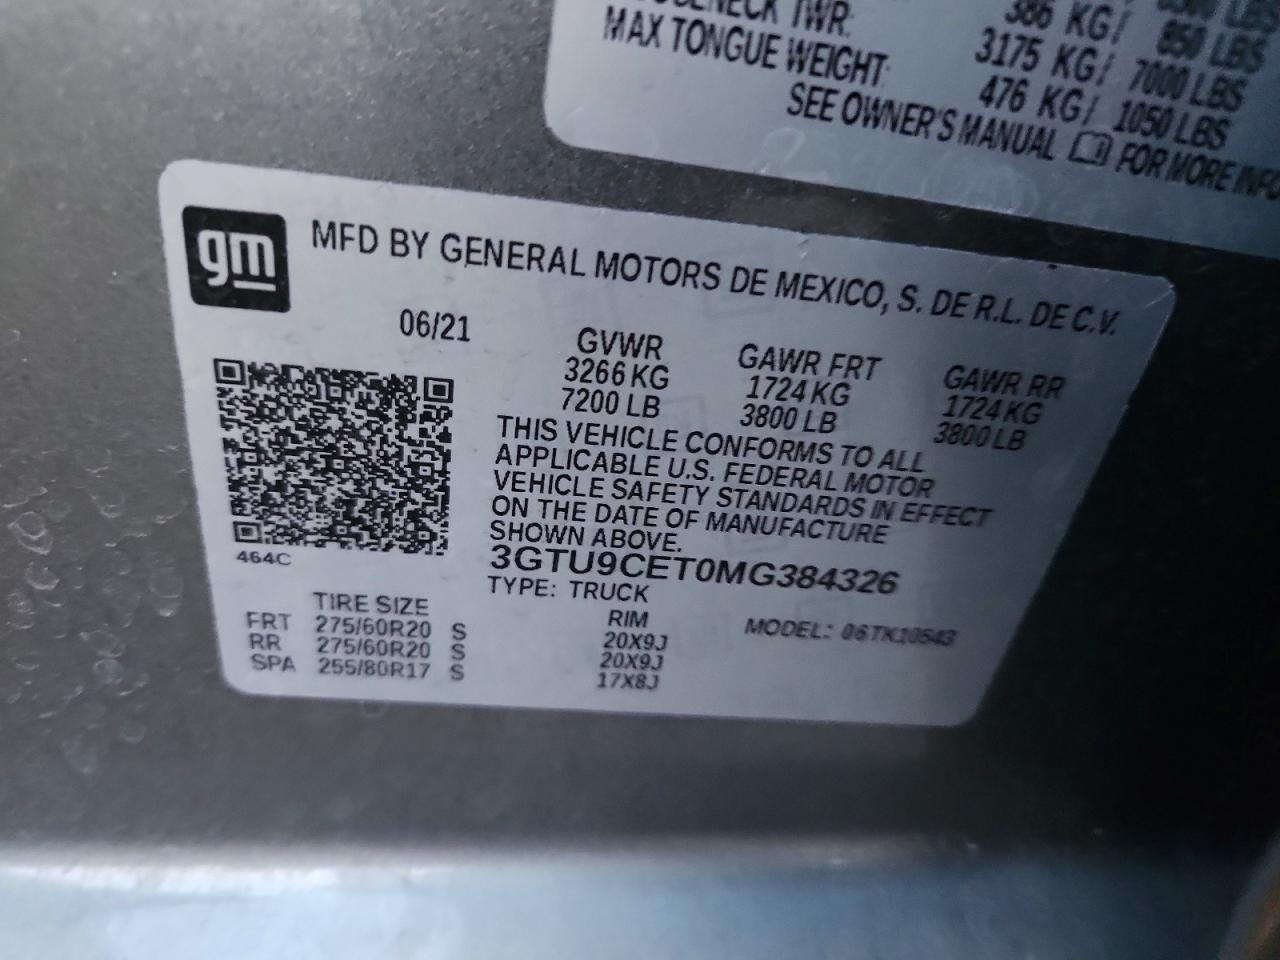 TWR:
386 KG/ 850 LBS
3175 KG/ 7000 LBS
MAX TONGUE WEIGHT: 476 KG/ 1050 LBS
SEE OWNER'S MANUAL FOR MORE
gm
MFD BY GENERAL MOTORS DE MEXICO, S. DE R.L. DE C.V.
06/21
GVWR GAWR FRT GAWR RR
3266 KG 1724 KG 1724 KG
7200 LB 3800 LB 3800 LB
THIS VEHICLE CONFORMS TO ALL
APPLICABLE U.S. FEDERAL MOTOR
VEHICLE SAFETY STANDARDS IN EFFECT
ON THE DATE OF MANUFACTURE
SHOWN ABOVE.
464C
3GTU9CET0MG384326
TYPE: TRUCK
MODEL: 06TK10543
TIRE SIZE RIM
FRT 275/60R20 S 20X9J
RR 275/60R20 S 20X9J
SPA 255/80R17 S 17X8J